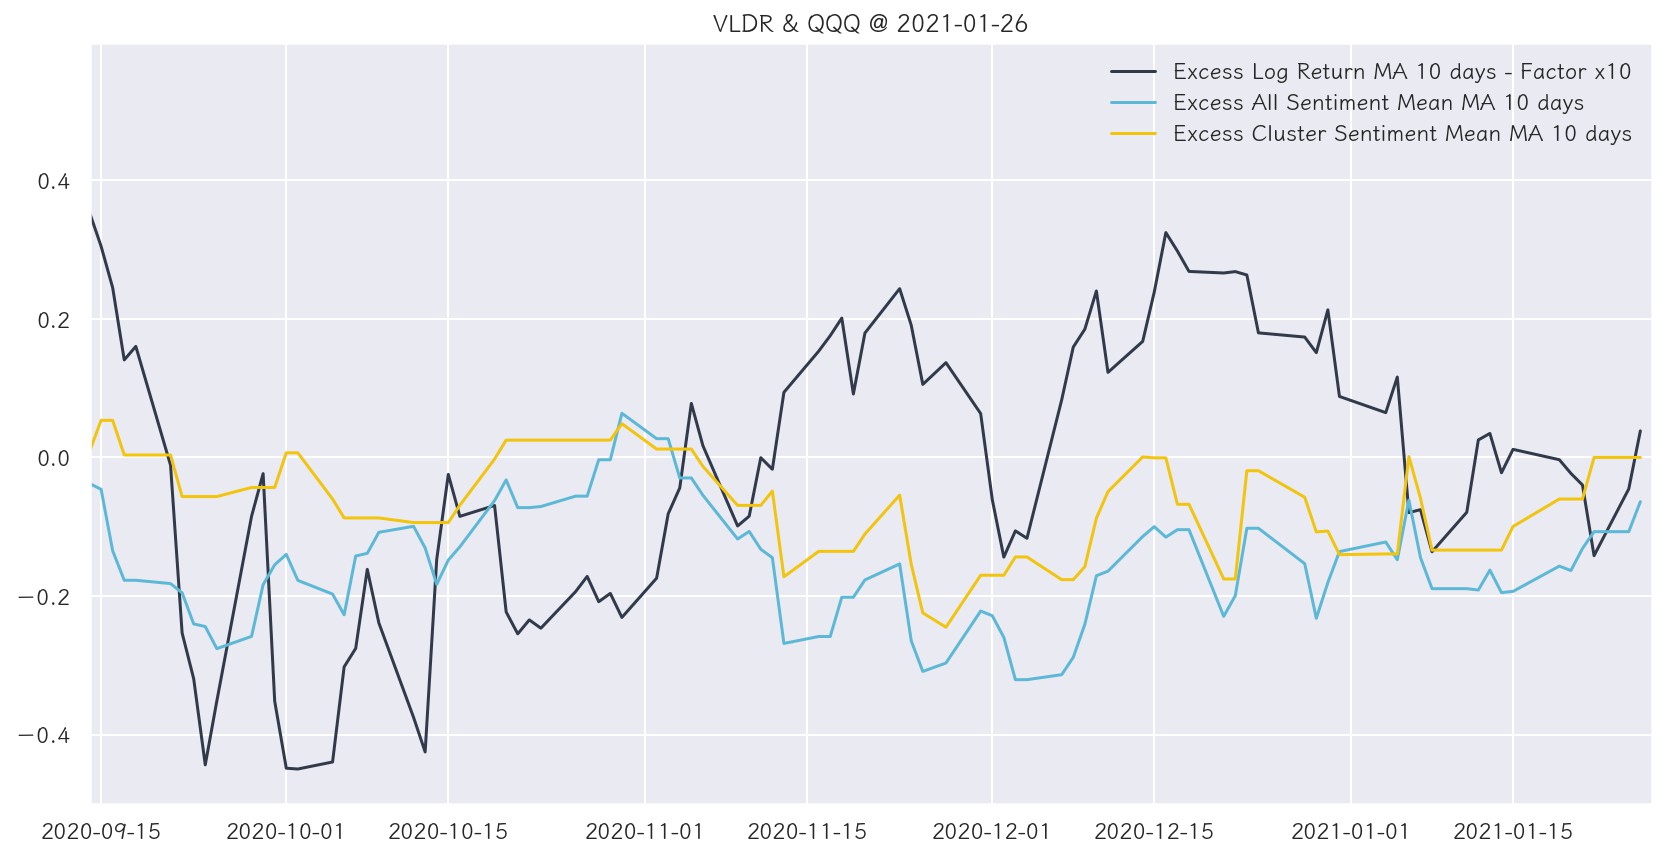 VLDR & QQQ @ 2021-01-26
Excess Log Return MA 10 days - Factor x10
Excess All Sentiment Mean MA 10 days
Excess Cluster Sentiment Mean MA 10 days
0.4
0.2
0.0
−0.2
−0.4
2020-09-15 2020-10-01 2020-10-15 2020-11-01 2020-11-15 2020-12-01 2020-12-15 2021-01-01 2021-01-15